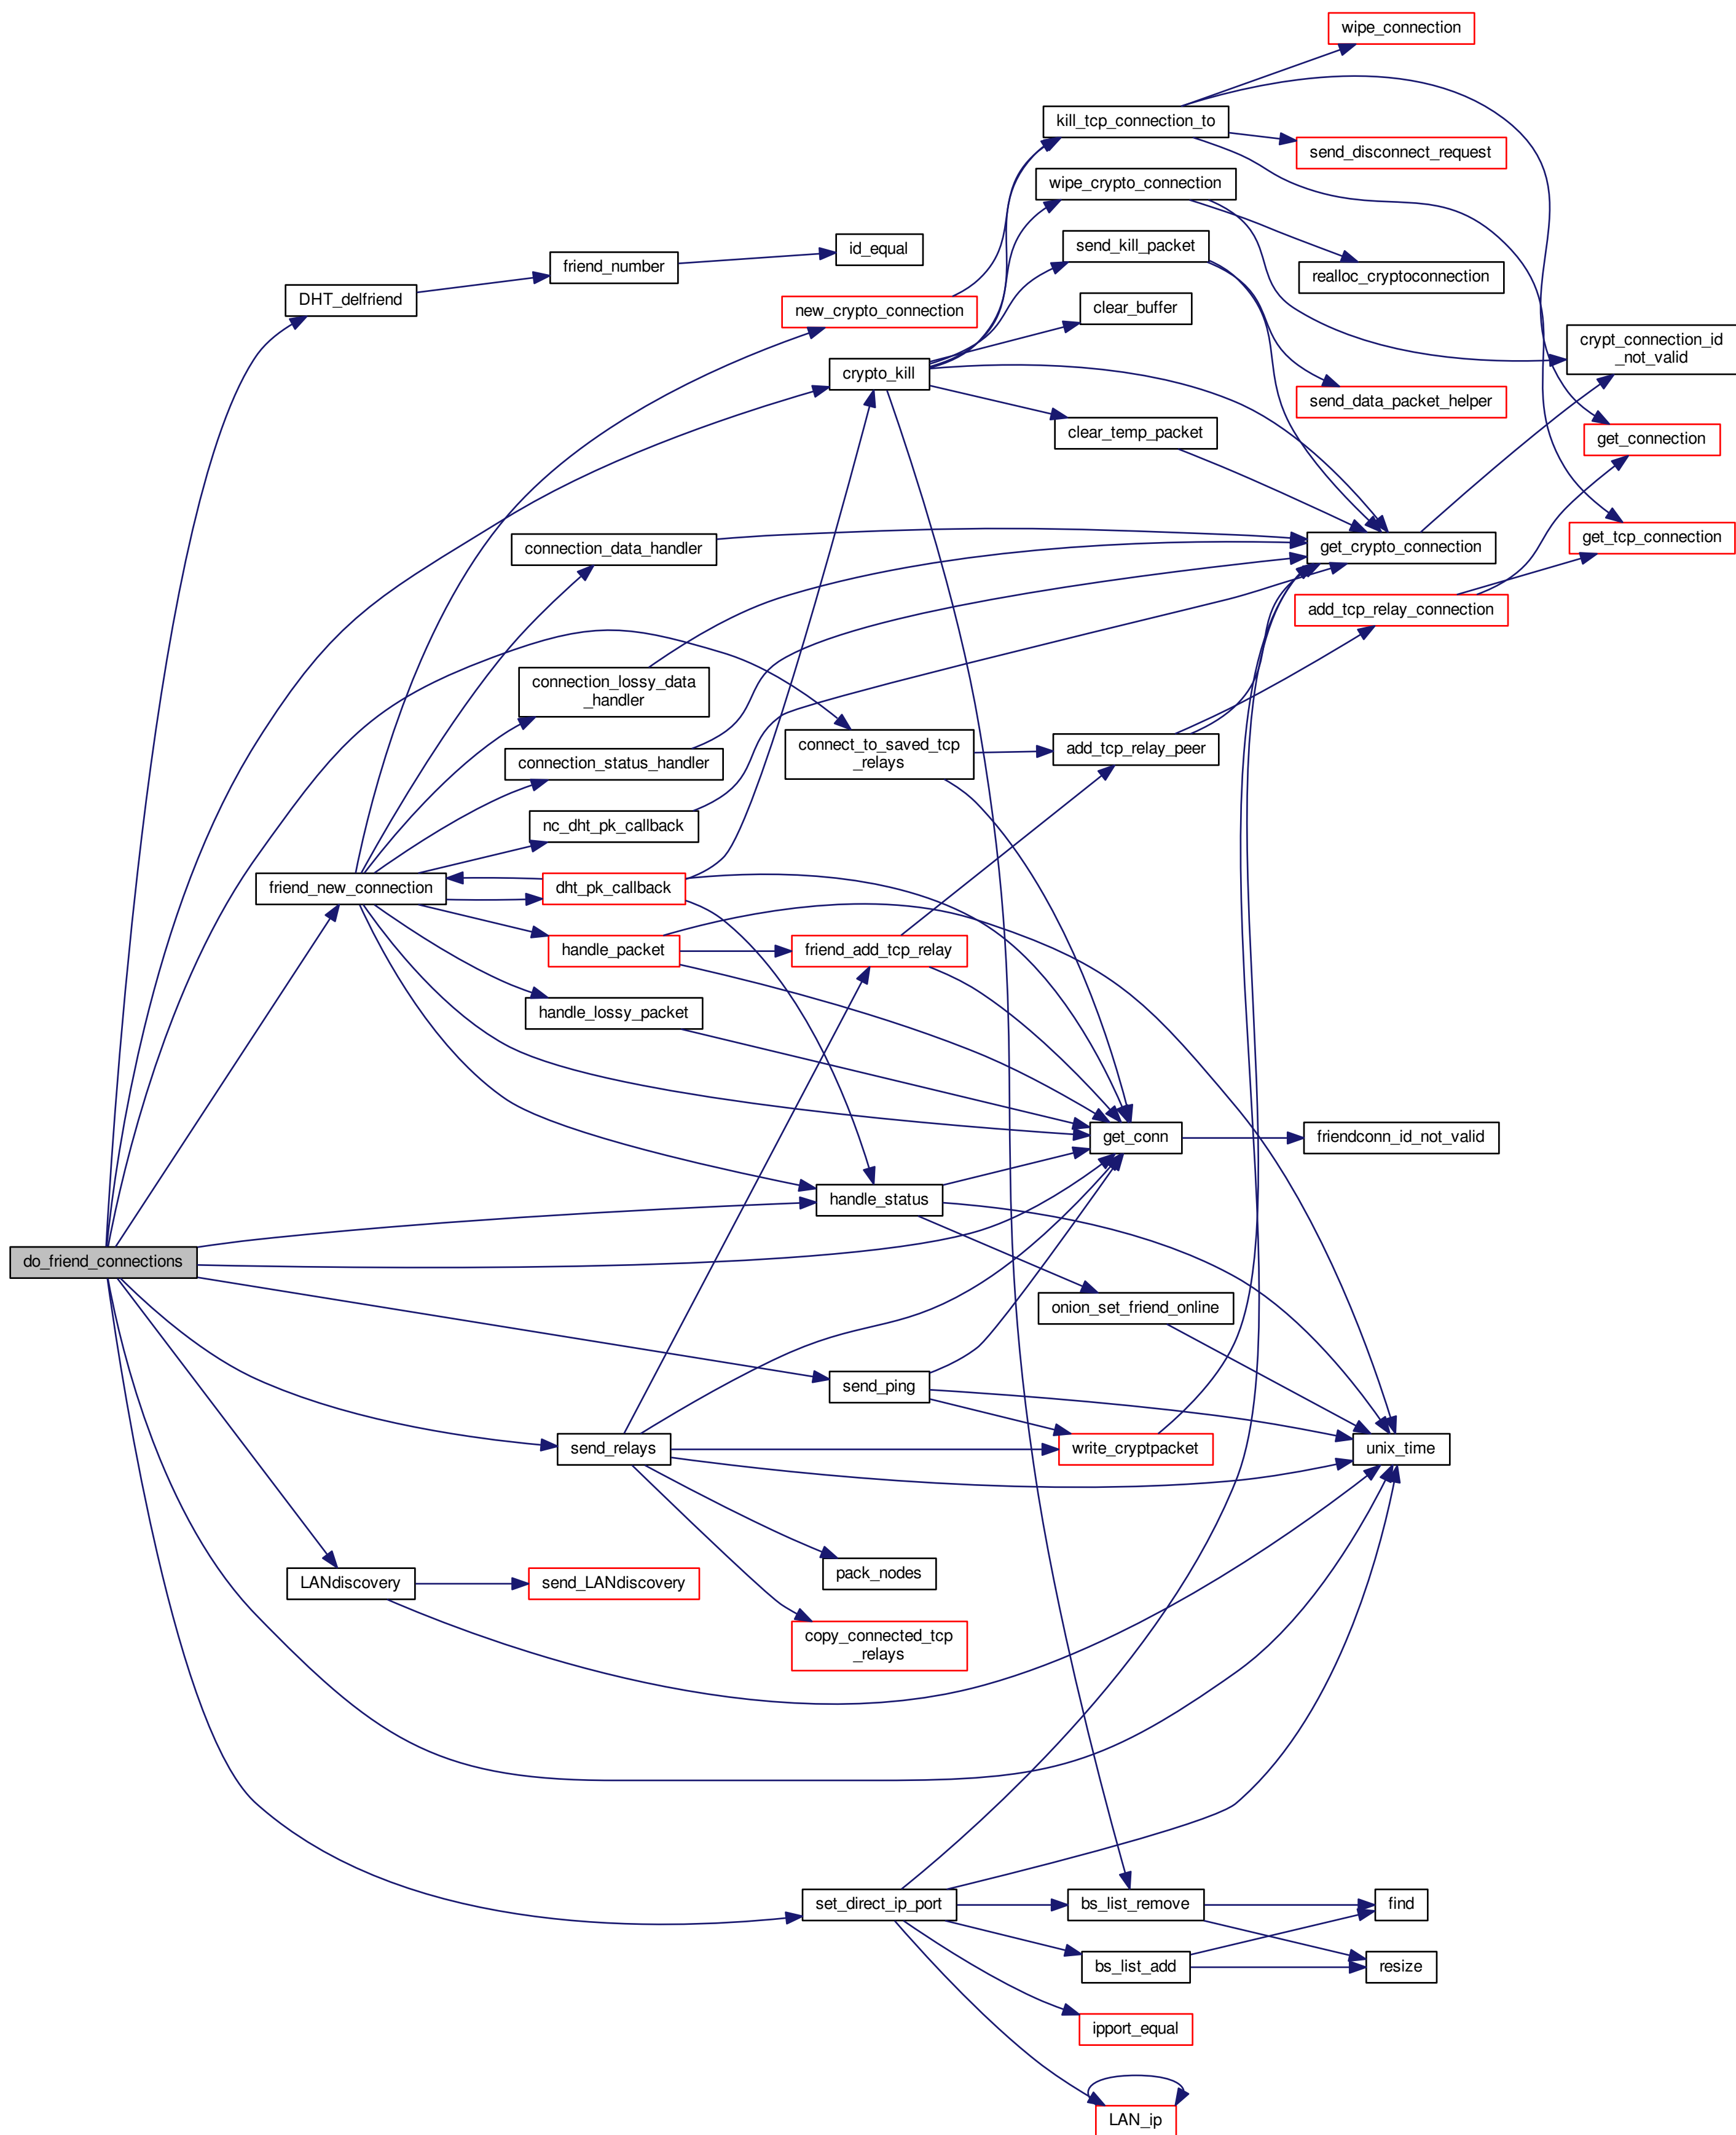 wipe_connection
kill_tcp_connection_to
send_disconnect_request
wipe_crypto_connection
send_kill_packet
id_equal
friend_number
realloc_cryptoconnection
DHT_delfriend
new_crypto_connection
clear_buffer
crypt_connection_id
_not_valid
crypto_kill
send_data_packet_helper
clear_temp_packet
get_connection
get_tcp_connection
connection_data_handler
get_crypto_connection
add_tcp_relay_connection
connection_lossy_data
_handler
connection_status_handler
connect_to_saved_tcp
_relays
add_tcp_relay_peer
nc_dht_pk_callback
friend_new_connection
dht_pk_callback
handle_packet
friend_add_tcp_relay
handle_lossy_packet
get_conn
friendconn_id_not_valid
handle_status
do_friend_connections
onion_set_friend_online
send_ping
send_relays
write_cryptpacket
unix_time
pack_nodes
LANdiscovery
send_LANdiscovery
copy_connected_tcp
_relays
set_direct_ip_port
bs_list_remove
find
bs_list_add
resize
ipport_equal
LAN_ip